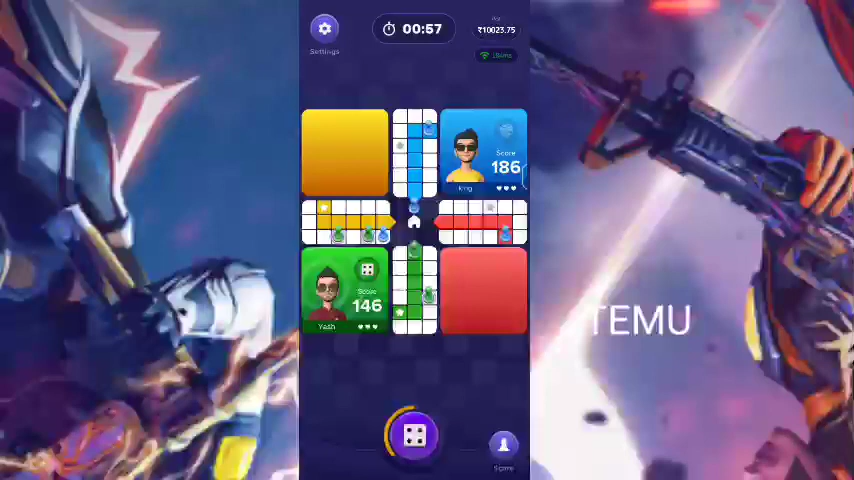 00:57
₹10023.75
Settings
Score
186
king
Score
146
Yash
TEMU